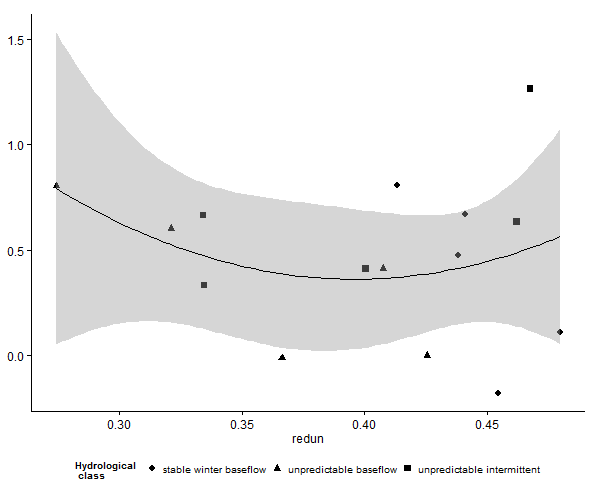 1.5
1.0
0.5
0.0
0.30 0.35 0.40 0.45
redun
Hydrological
class
stable winter baseflow unpredictable baseflow unpredictable intermittent